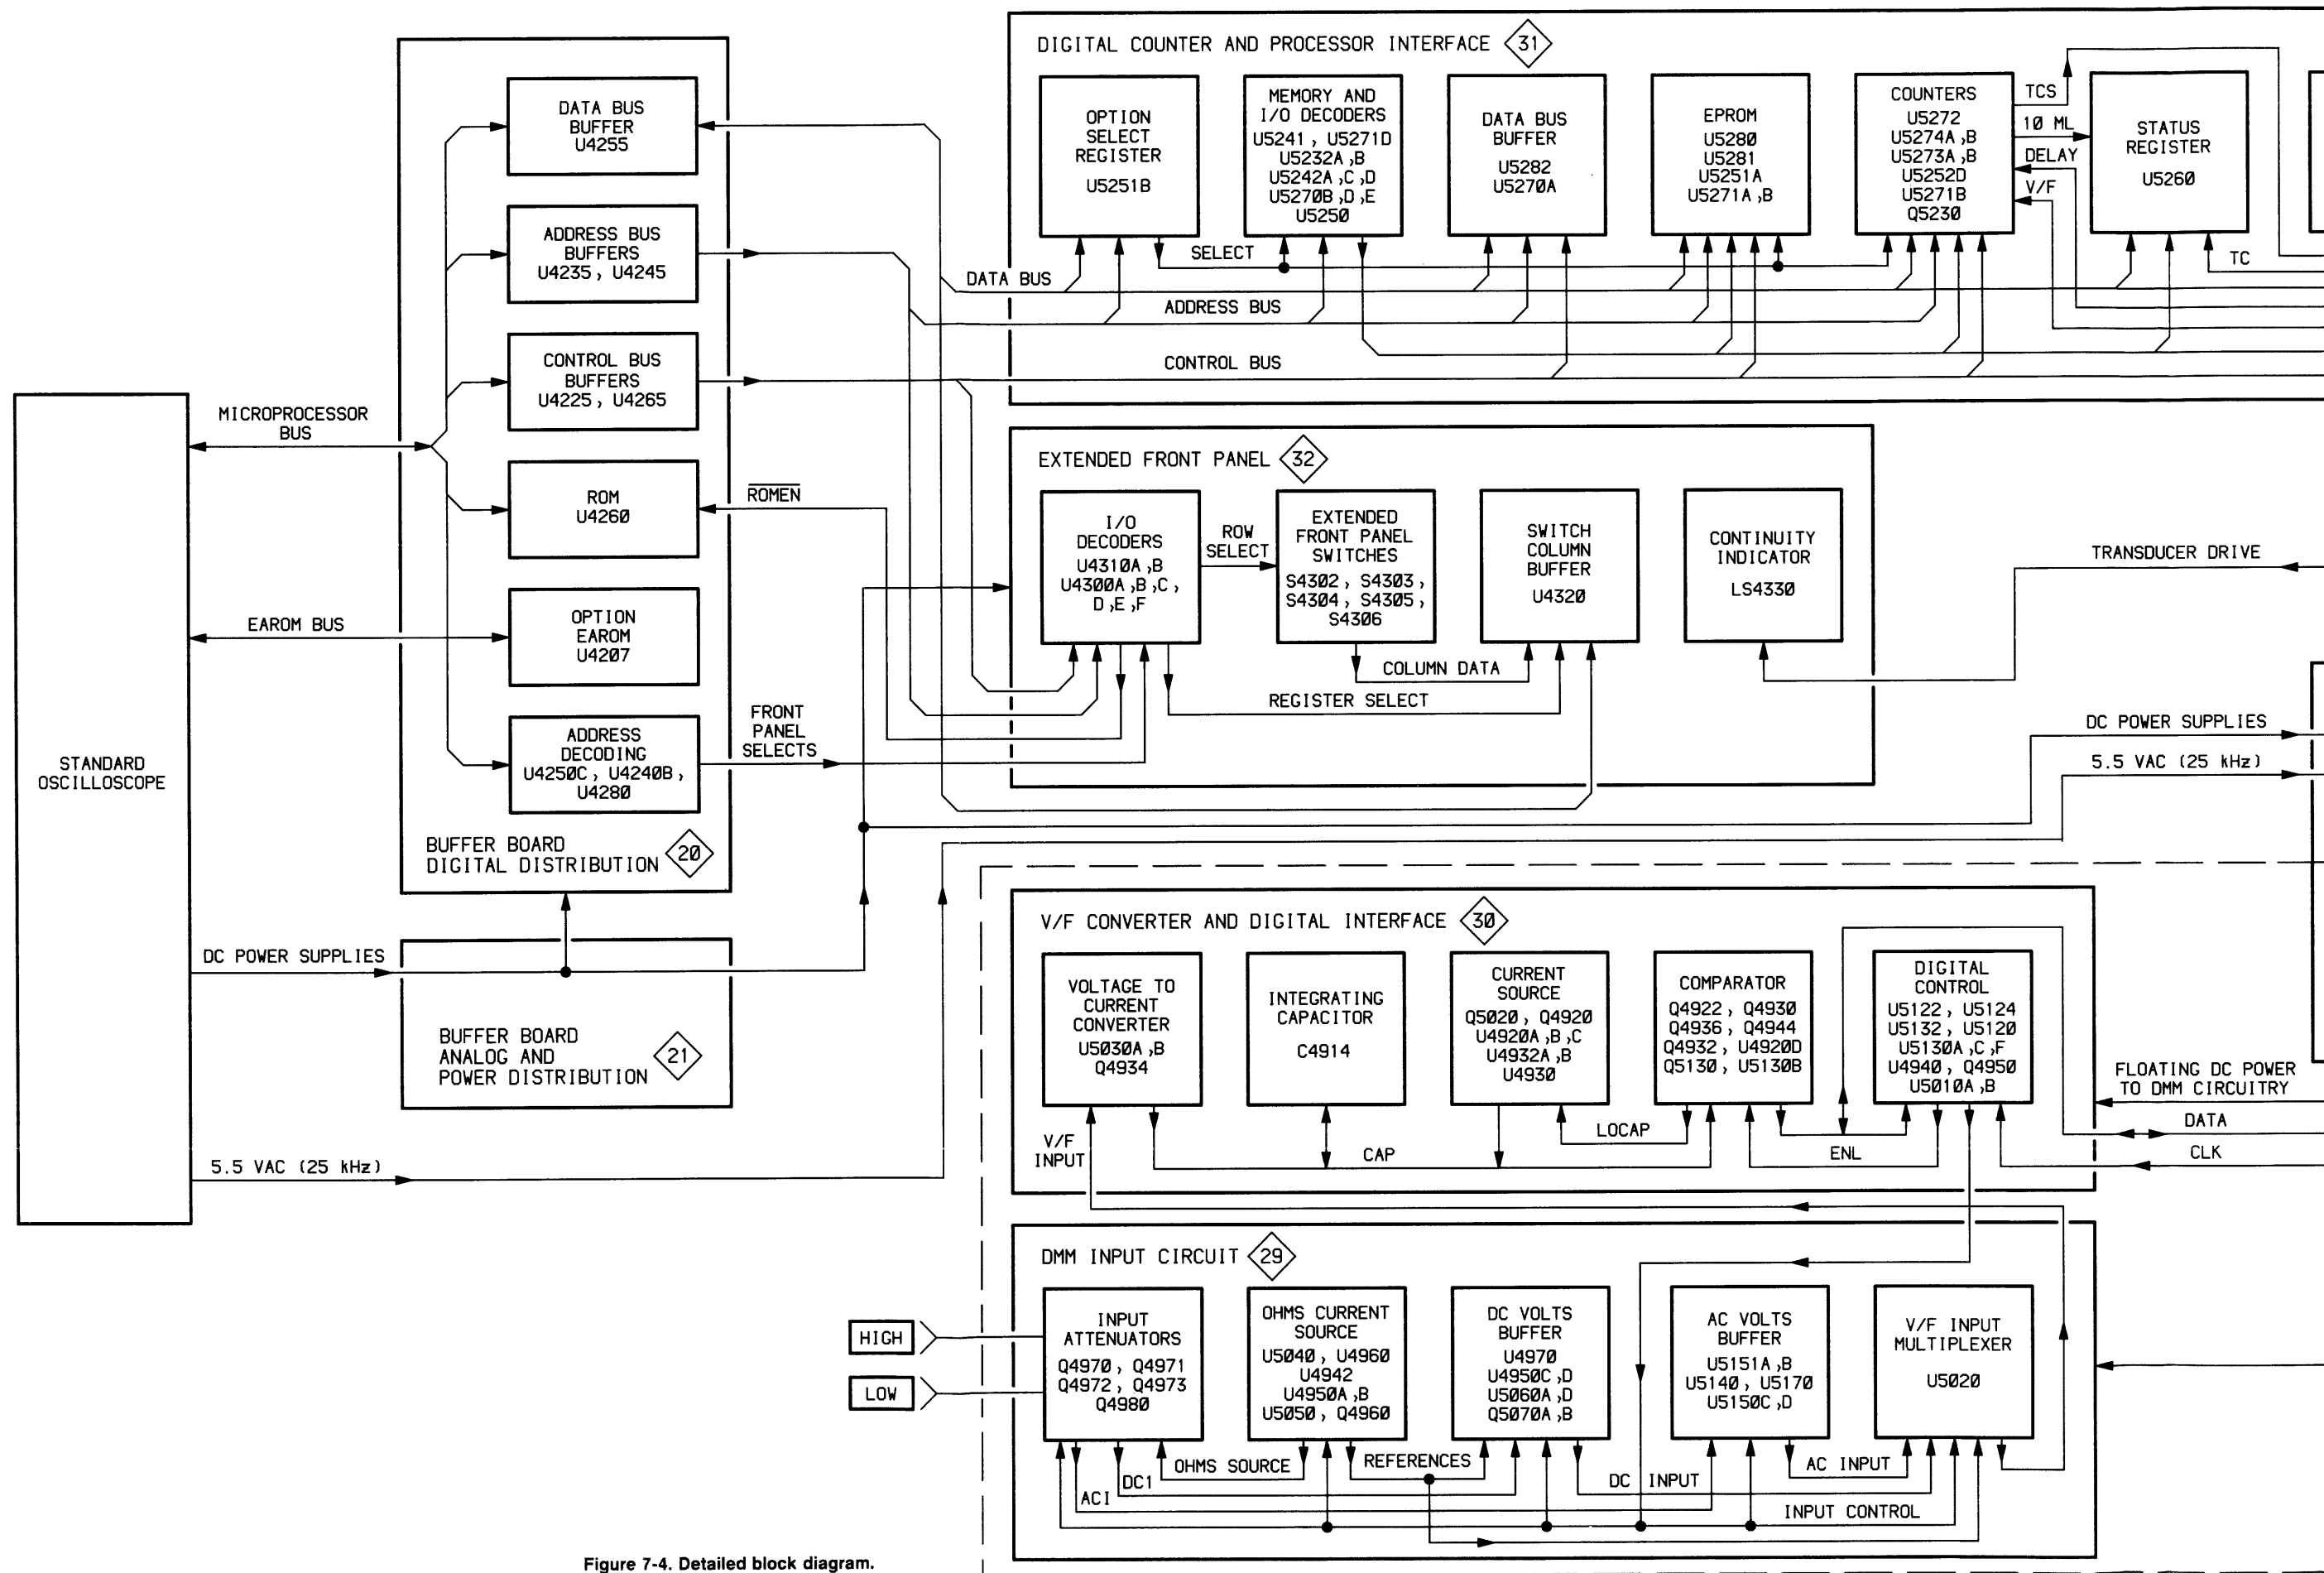 STANDARD
OSCILLOSCOPE
MICROPROCESSOR
BUS
EAROM BUS
DC POWER SUPPLIES
5.5 VAC (25 kHz)
DATA BUS
BUFFER
U4255
ADDRESS BUS
BUFFERS
U4235, U4245
CONTROL BUS
BUFFERS
U4225, U4265
ROM
U4260
OPTION
EAROM
U4207
ADDRESS
DECODING
U4250C, U4240B,
U4280
BUFFER BOARD
DIGITAL DISTRIBUTION 20
BUFFER BOARD
ANALOG AND
POWER DISTRIBUTION 21
ROMEN
FRONT
PANEL
SELECTS
DIGITAL COUNTER AND PROCESSOR INTERFACE 31
OPTION
SELECT
REGISTER
U5251B
MEMORY AND
I/O DECODERS
U5241, U5271D
U5232A,B
U5242A,C,D
U5270B,D,E
U5250
DATA BUS
BUFFER
U5282
U5270A
EPROM
U5280
U5281
U5251A
U5271A,B
COUNTERS
U5272
U5274A,B
U5273A,B
U5252D
U5271B
Q5230
TCS
10 ML
DELAY
V/F
STATUS
REGISTER
U5260
TC
SELECT
DATA BUS
ADDRESS BUS
CONTROL BUS
EXTENDED FRONT PANEL 32
I/O
DECODERS
U4310A,B
U4300A,B,C,
D,E,F
ROW
SELECT
EXTENDED
FRONT PANEL
SWITCHES
S4302, S4303,
S4304, S4305,
S4306
SWITCH
COLUMN
BUFFER
U4320
CONTINUITY
INDICATOR
LS4330
COLUMN DATA
REGISTER SELECT
TRANSDUCER DRIVE
DC POWER SUPPLIES
5.5 VAC (25 kHz)
V/F CONVERTER AND DIGITAL INTERFACE 30
VOLTAGE TO
CURRENT
CONVERTER
U5030A,B
Q4934
INTEGRATING
CAPACITOR
C4914
CURRENT
SOURCE
Q5020, Q4920
U4920A,B,C
U4932A,B
U4930
COMPARATOR
Q4922, Q4930
Q4936, Q4944
Q4932, U4920D
Q5130, U5130B
DIGITAL
CONTROL
U5122, U5124
U5132, U5120
U5130A,C,F
U4940, Q4950
U5010A,B
V/F
INPUT
CAP
LOCAP
ENL
FLOATING DC POWER
TO DMM CIRCUITRY
DATA
CLK
DMM INPUT CIRCUIT 29
HIGH
LOW
INPUT
ATTENUATORS
Q4970, Q4971
Q4972, Q4973
Q4980
OHMS CURRENT
SOURCE
U5040, U4960
U4942
U4950A,B
U5050, Q4960
DC VOLTS
BUFFER
U4970
U4950C,D
U5060A,D
Q5070A,B
AC VOLTS
BUFFER
U5151A,B
U5140, U5170
U5150C,D
V/F INPUT
MULTIPLEXER
U5020
OHMS SOURCE
REFERENCES
DC1
ACI
DC INPUT
AC INPUT
INPUT CONTROL
Figure 7-4. Detailed block diagram.